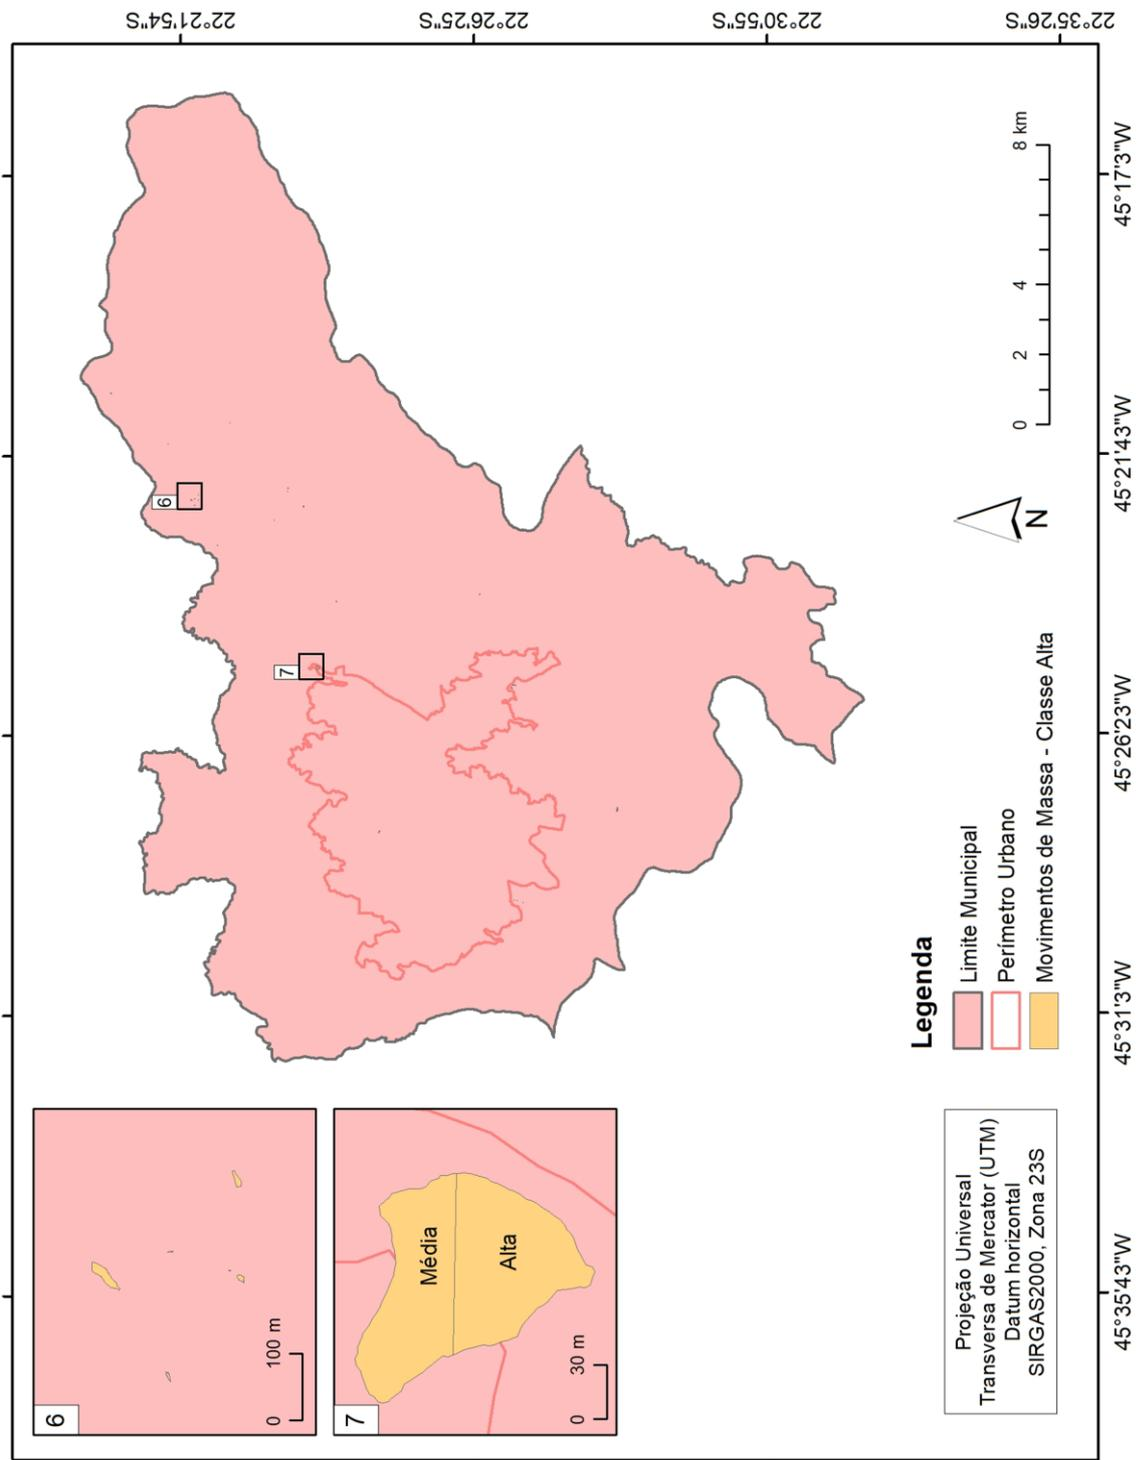 22°21'54"S
22°26'25"S
22°30'55"S
22°35'26"S
6
7
6
0 100 m
7
Média
Alta
0 30 m
0 2 4 8 km
N
Legenda
Limite Municipal
Perímetro Urbano
Movimentos de Massa - Classe Alta
Projeção Universal
Transversa de Mercator (UTM)
Datum horizontal
SIRGAS2000, Zona 23S
45°35'43"W
45°31'3"W
45°26'23"W
45°21'43"W
45°17'3"W